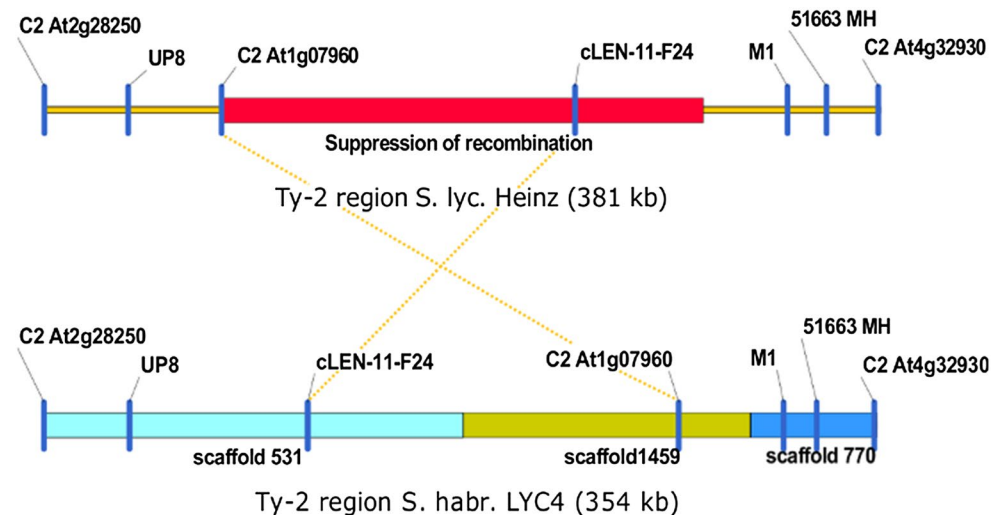 C2 At2g28250
UP8
C2 At1g07960
cLEN-11-F24
M1
51663 MH
C2 At4g32930
Suppression of recombination
Ty-2 region S. lyc. Heinz (381 kb)
C2 At2g28250
UP8
cLEN-11-F24
C2 At1g07960
M1
51663 MH
C2 At4g32930
scaffold 531
scaffold1459
scaffold 770
Ty-2 region S. habr. LYC4 (354 kb)